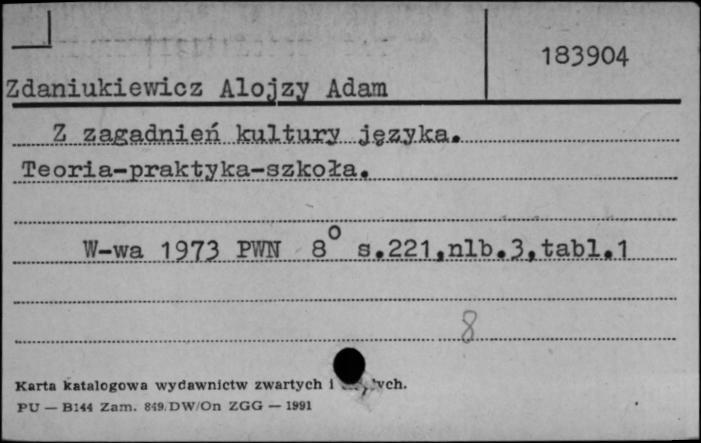 183904
Zdaniukiewicz Alojzy Adam
Z zagadnień kultury języka.
Teoria-praktyka-szkoła.
W-wa 1973 PWN 8° s.221,nlb.3,tabl.1
8
Karta katalogowa wydawnictw zwartych i
PU — B144 Zam. 849/DW/On ZGG — 1991